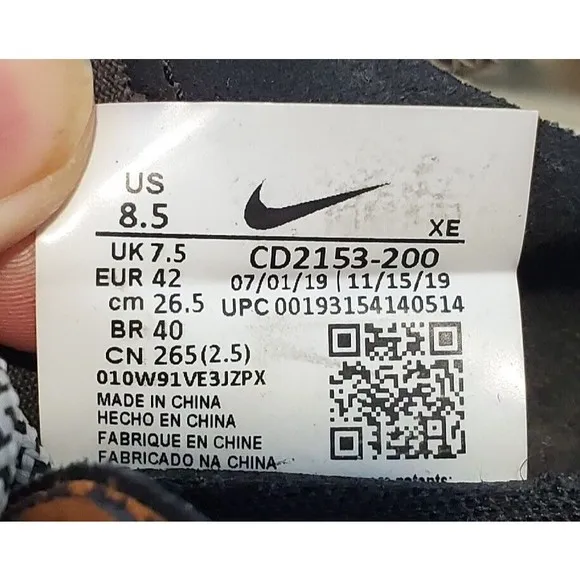 US
8.5
XE
UK 7.5
CD2153-200
EUR 42
07/01/19 | 11/15/19
cm 26.5
UPC 00193154140514
BR 40
CN 265(2.5)
010W91VE3JZPX
MADE IN CHINA
HECHO EN CHINA
FABRIQUE EN CHINE
FABRICADO NA CHINA